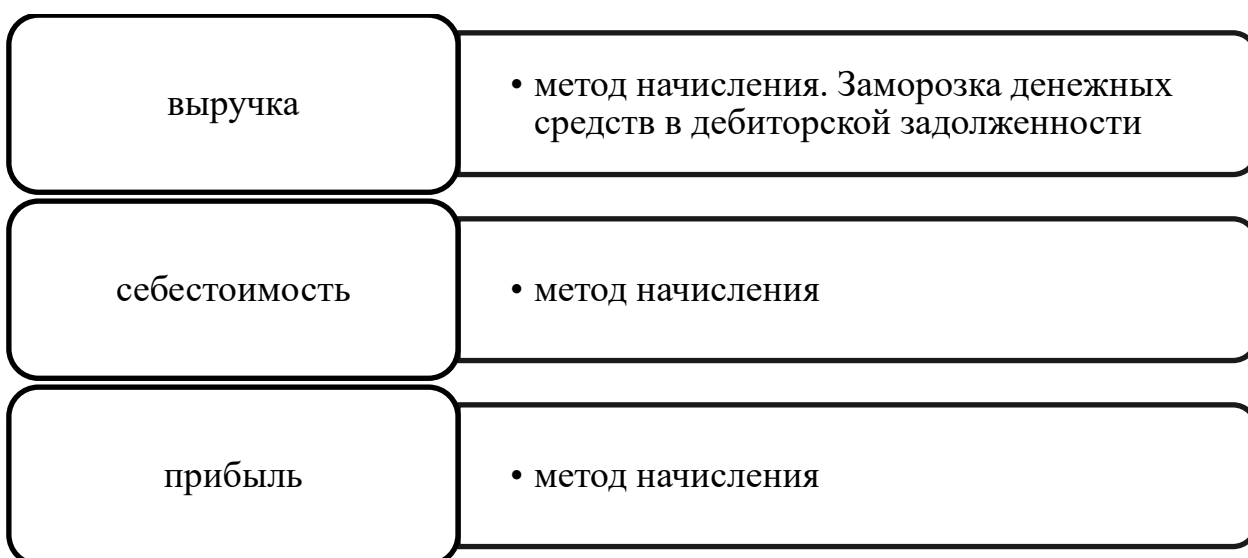 выручка
• метод начисления. Заморозка денежных
средств в дебиторской задолженности
себестоимость
• метод начисления
прибыль
• метод начисления